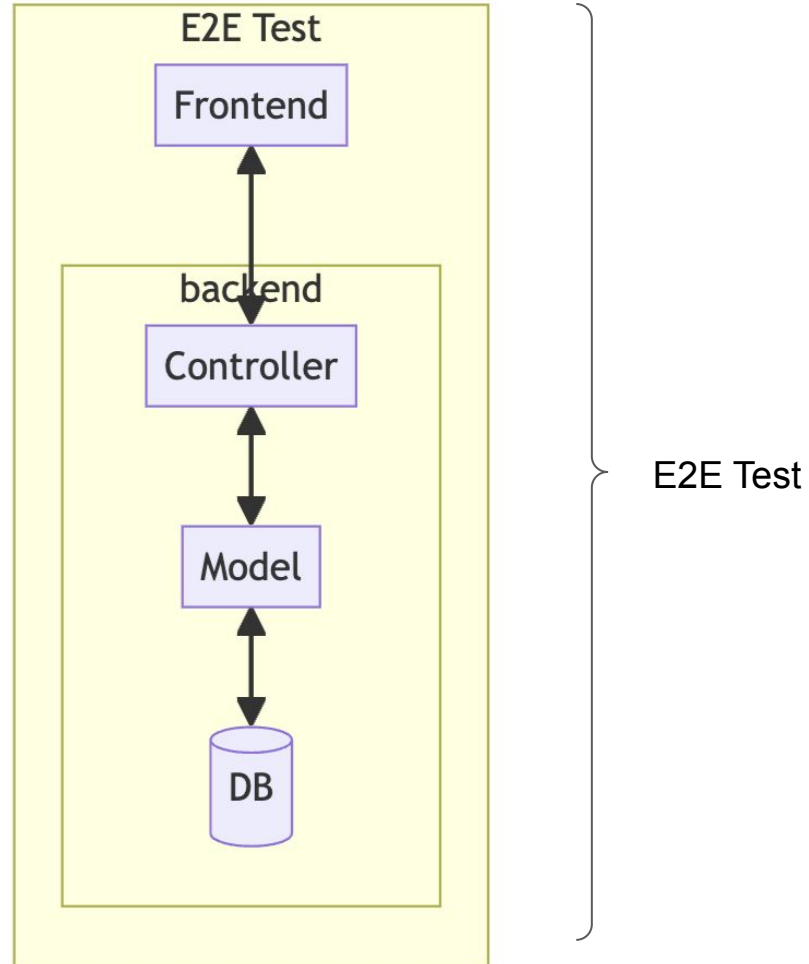 E2E Test
Frontend
backend
Controller
Model
DB
E2E Test